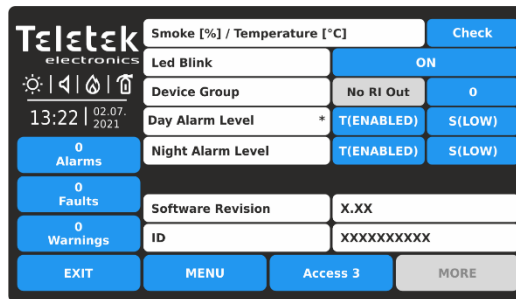 Teletek
electronics
13:22 02.07.
2021
0
Alarms
0
Faults
0
Warnings
EXIT
Smoke [%] / Temperature [°C] Check
Led Blink ON
Device Group No RI Out 0
Day Alarm Level * T(ENABLED) S(LOW)
Night Alarm Level T(ENABLED) S(LOW)
Software Revision X.XX
ID XXXXXXXXXX
MENU Access 3 MORE